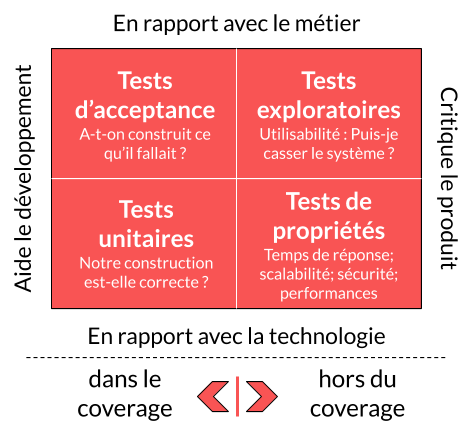 En rapport avec le métier
Aide le développement
Tests
d'acceptance
A-t-on construit ce
qu'il fallait ?
Tests
exploratoires
Utilisabilité : Puis-je
casser le système ?
Critique le produit
Tests
unitaires
Notre construction
est-elle correcte ?
Tests de
propriétés
Temps de réponse;
scalabilité; sécurité;
performances
En rapport avec la technologie
dans le
coverage
hors du
coverage